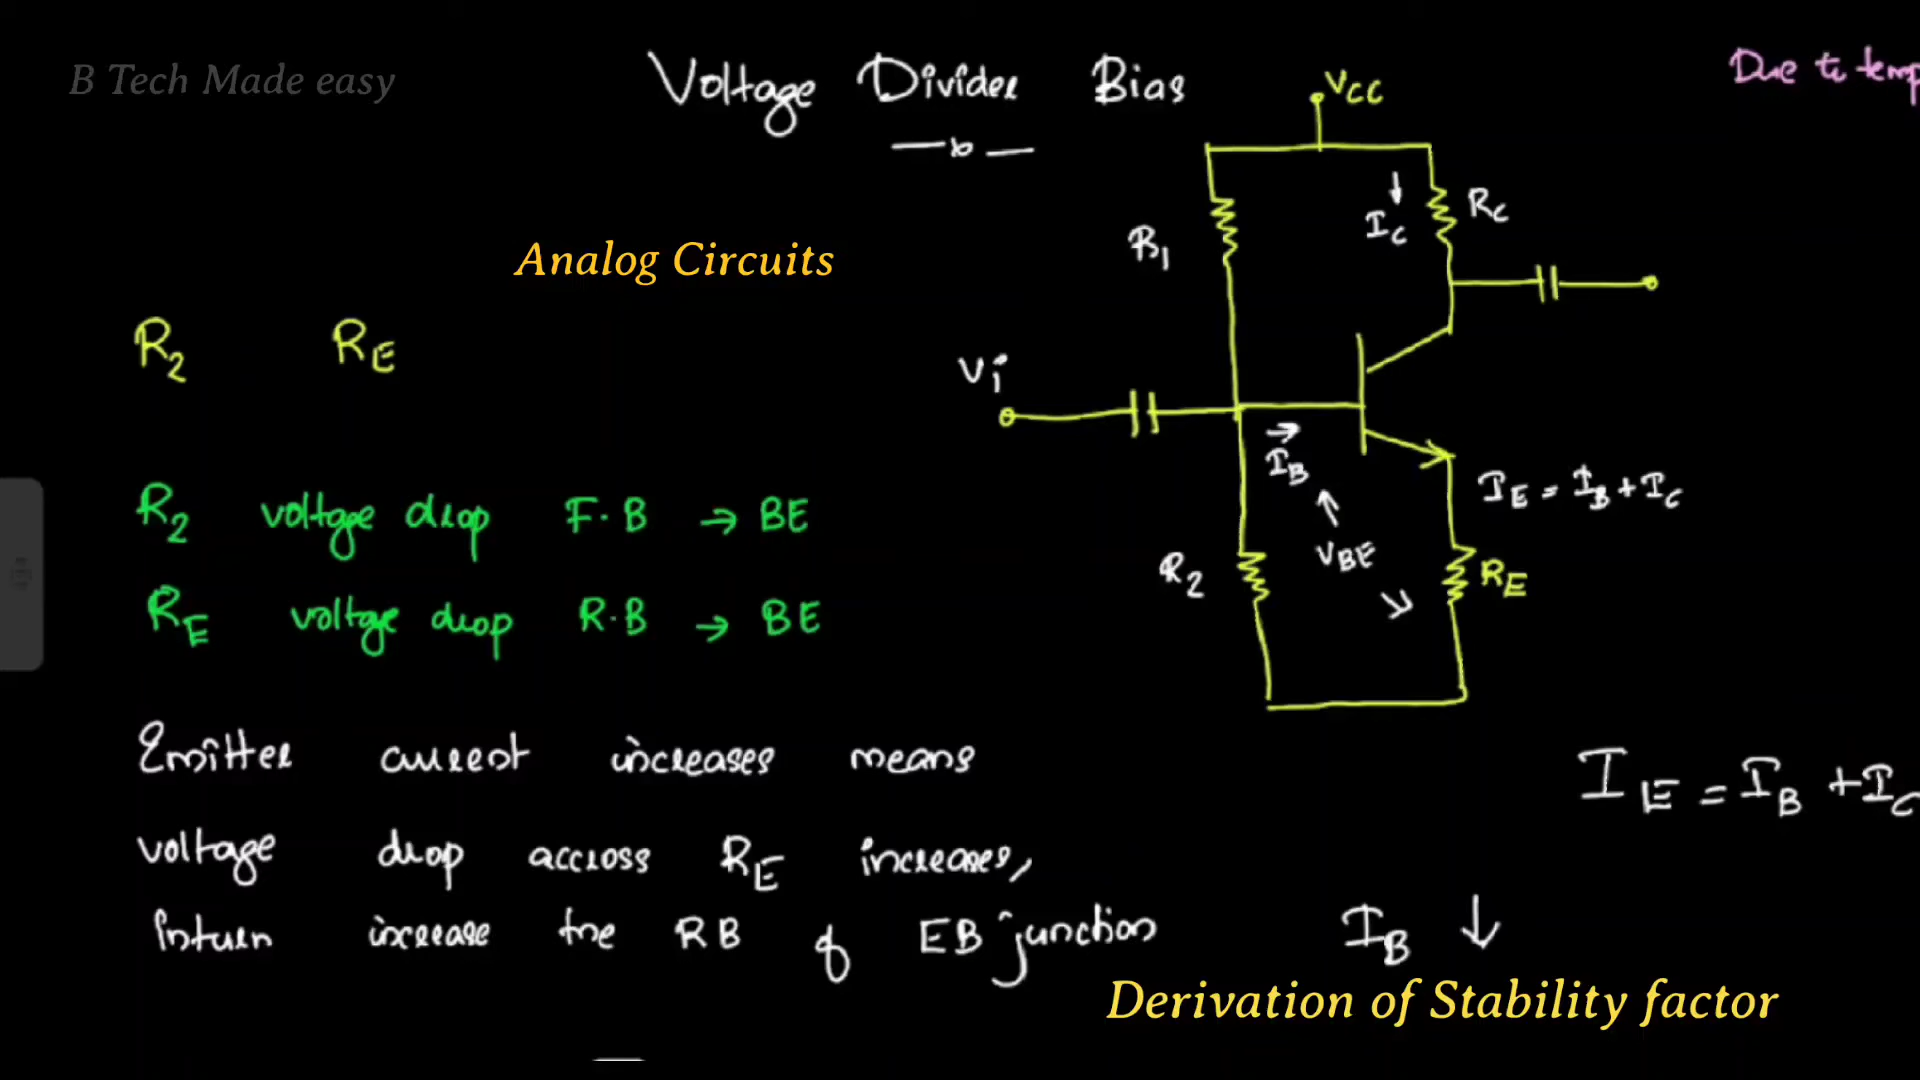 B Tech Made easy
Voltage Divider Bias
Due to temp
Analog Circuits
VCC
IC
RC
R1
R2 RE
Vi
IB
IE = IB + IC
VBE
R2
RE
R2 voltage drop F.B → BE
RE voltage drop R.B → BE
Emitter current increases means
IE = IB + IC
voltage drop accross RE increases,
Inturn increase the RB of EB junction
IB ↓
Derivation of Stability factor